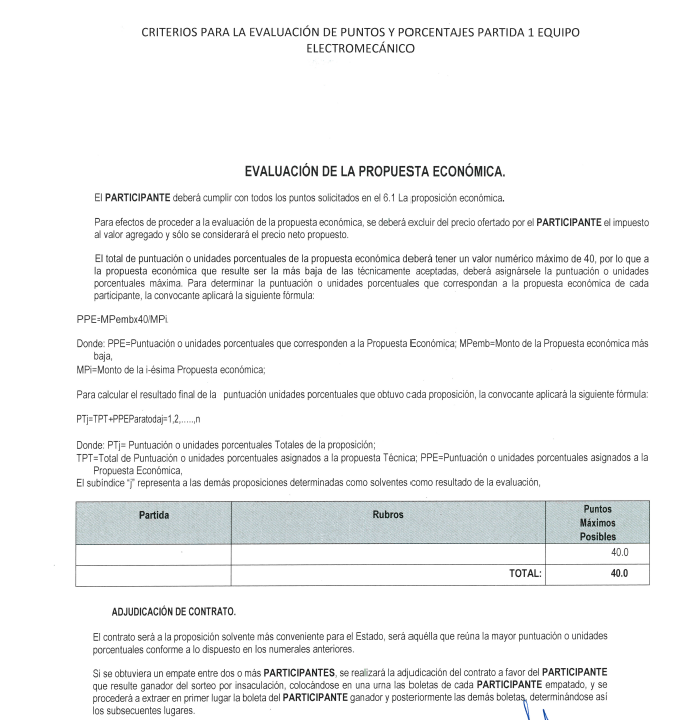 CRITERIOS PARA LA EVALUACIÓN DE PUNTOS Y PORCENTAJES PARTIDA 1 EQUIPO
ELECTROMECÁNICO
EVALUACIÓN DE LA PROPUESTA ECONÓMICA.
El PARTICIPANTE deberá cumplir con todos los puntos solicitados en el 6.1 La proposición económica.
Para efectos de proceder a la evaluación de la propuesta económica, se deberá excluir del precio ofertado por el PARTICIPANTE el impuesto
al valor agregado y sólo se considerará el precio neto propuesto.
El total de puntuación o unidades porcentuales de la propuesta económica deberá tener un valor numérico máximo de 40, por lo que a
la propuesta económica que resulte ser la más baja de las técnicamente aceptadas, deberá asignársele la puntuación o unidades
porcentuales máxima. Para determinar la puntuación o unidades porcentuales que correspondan a la propuesta económica de cada
participante, la convocante aplicará la siguiente fórmula:
PPE=MPembx40/MPi.
Donde: PPE=Puntuación o unidades porcentuales que corresponden a la Propuesta Económica; MPemb=Monto de la Propuesta económica más
baja,
MPi=Monto de la i-ésima Propuesta económica;
Para calcular el resultado final de la puntuación unidades porcentuales que obtuvo cada proposición, la convocante aplicará la siguiente fórmula:
PTj=TPT+PPEParatodaj=1,2,.....,n
Donde: PTj= Puntuación o unidades porcentuales Totales de la proposición;
TPT=Total de Puntuación o unidades porcentuales asignados a la propuesta Técnica; PPE=Puntuación o unidades porcentuales asignados a la
Propuesta Económica,
El subíndice "j" representa a las demás proposiciones determinadas como solventes como resultado de la evaluación,
Partida Rubros Puntos
Máximos
Posibles
40.0
TOTAL: 40.0
ADJUDICACIÓN DE CONTRATO.
El contrato será a la proposición solvente más conveniente para el Estado, será aquélla que reúna la mayor puntuación o unidades
porcentuales conforme a lo dispuesto en los numerales anteriores.
Si se obtuviera un empate entre dos o más PARTICIPANTES, se realizará la adjudicación del contrato a favor del PARTICIPANTE
que resulte ganador del sorteo por insaculación, colocándose en una urna las boletas de cada PARTICIPANTE empatado, y se
procederá a extraer en primer lugar la boleta del PARTICIPANTE ganador y posteriormente las demás boletas, determinándose así
los subsecuentes lugares.